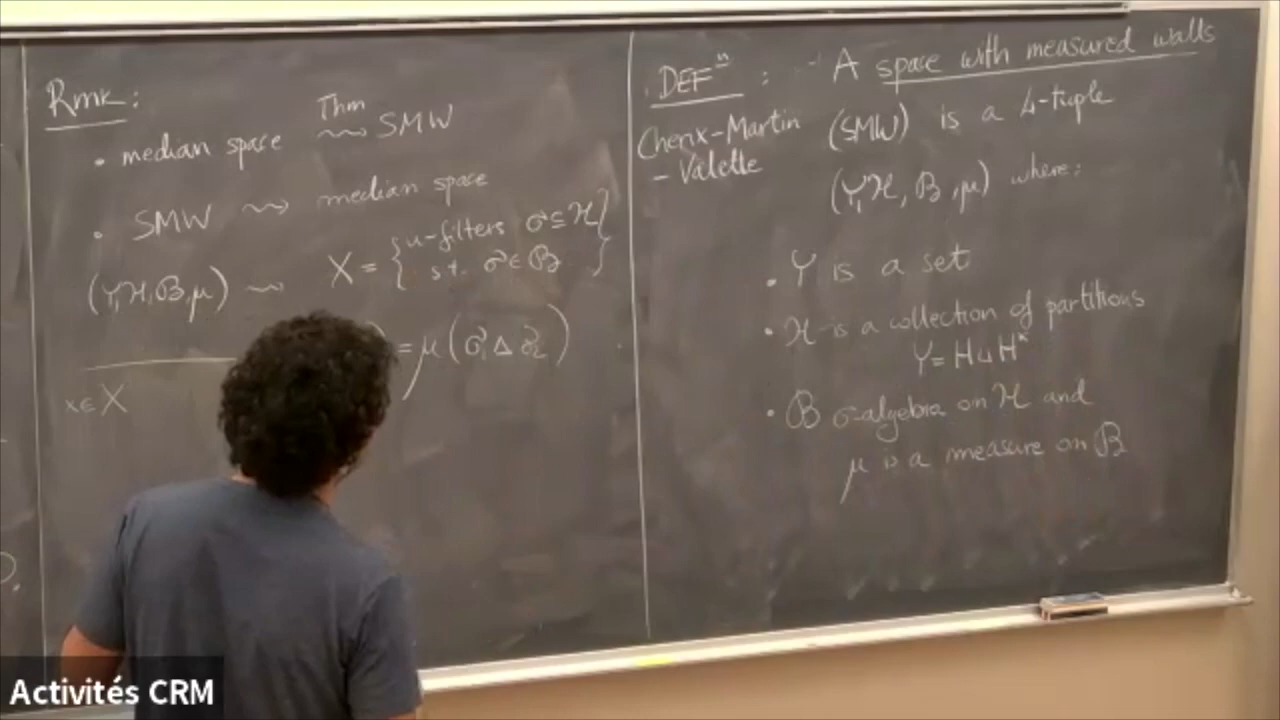 Rmk:
• median space Thm ⇝ SMW
• SMW ⇝ median space
(Y,ℋ,ℬ,μ) ⇝ X = { u-filters σ ⊆ ℋ
s.t. σ ∈ ℬ }
= μ(σ₁ Δ σ₂)
x ∈ X
DEFⁿ : A space with measured walls
Cherix-Martin (SMW) is a 4-tuple
- Valette
(Y,ℋ,ℬ,μ) where:
• Y is a set
• ℋ is a collection of partitions
Y = H ⊔ H*
• ℬ σ-algebra on ℋ and
μ is a measure on ℬ
Activités CRM